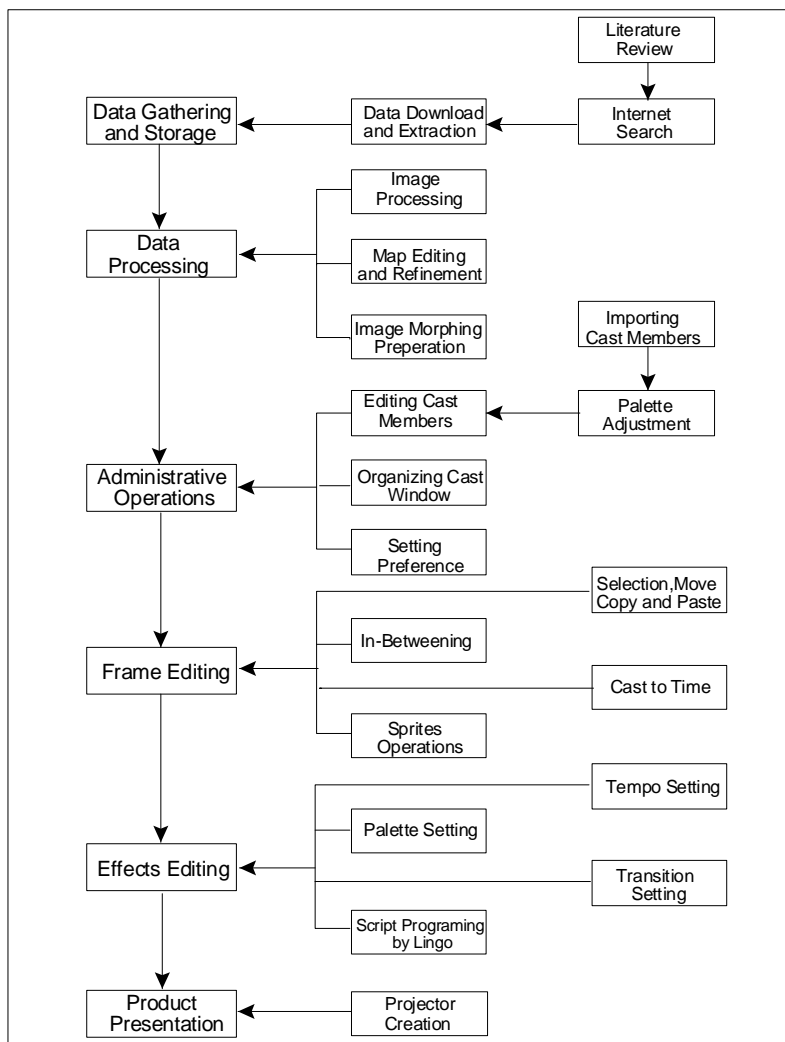 Literature
Review
Data Gathering
and Storage
Data Download
and Extraction
Internet
Search
Image
Processing
Data
Processing
Map Editing
and Refinement
Image Morphing
Preperation
Importing
Cast Members
Editing Cast
Members
Palette
Adjustment
Administrative
Operations
Organizing Cast
Window
Setting
Preference
Selection,Move
Copy and Paste
In-Betweening
Frame Editing
Cast to Time
Sprites
Operations
Tempo Setting
Palette Setting
Effects Editing
Transition
Setting
Script Programing
by Lingo
Product
Presentation
Projector
Creation